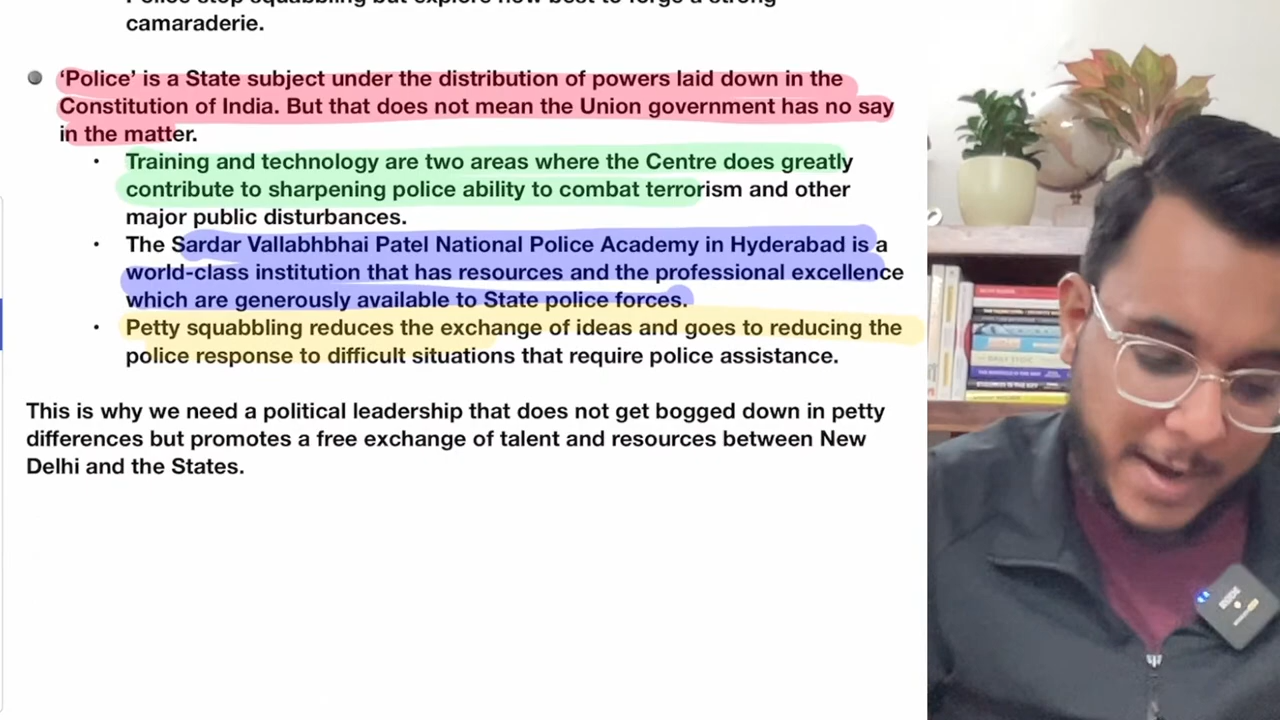 camaraderie.
‘Police’ is a State subject under the distribution of powers laid down in the
Constitution of India. But that does not mean the Union government has no say
in the matter.
• Training and technology are two areas where the Centre does greatly
contribute to sharpening police ability to combat terrorism and other
major public disturbances.
• The Sardar Vallabhbhai Patel National Police Academy in Hyderabad is a
world-class institution that has resources and the professional excellence
which are generously available to State police forces.
• Petty squabbling reduces the exchange of ideas and goes to reducing the
police response to difficult situations that require police assistance.
This is why we need a political leadership that does not get bogged down in petty
differences but promotes a free exchange of talent and resources between New
Delhi and the States.